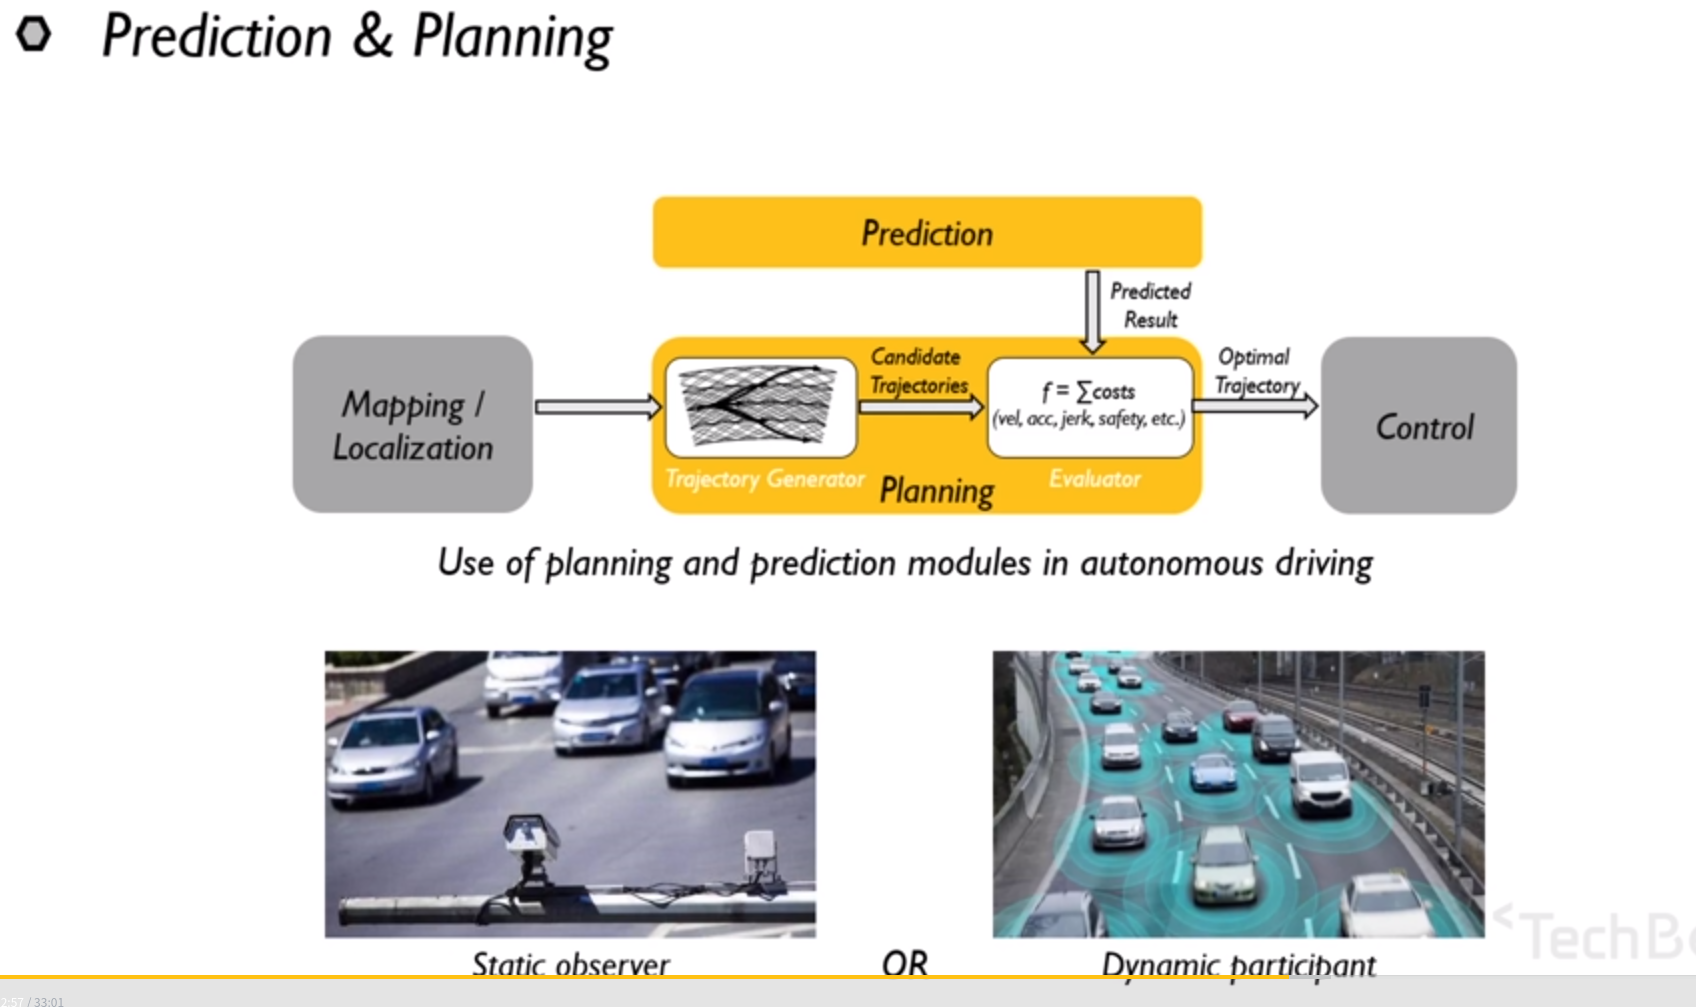 Prediction & Planning
Prediction
Predicted
Result
Mapping /
Localization
Candidate
Trajectories
f = ∑costs
(vel, acc, jerk, safety, etc.)
Optimal
Trajectory
Control
Trajectory Generator
Planning
Evaluator
Use of planning and prediction modules in autonomous driving
Static observer
OR
Dynamic participant
2:57 / 33:01